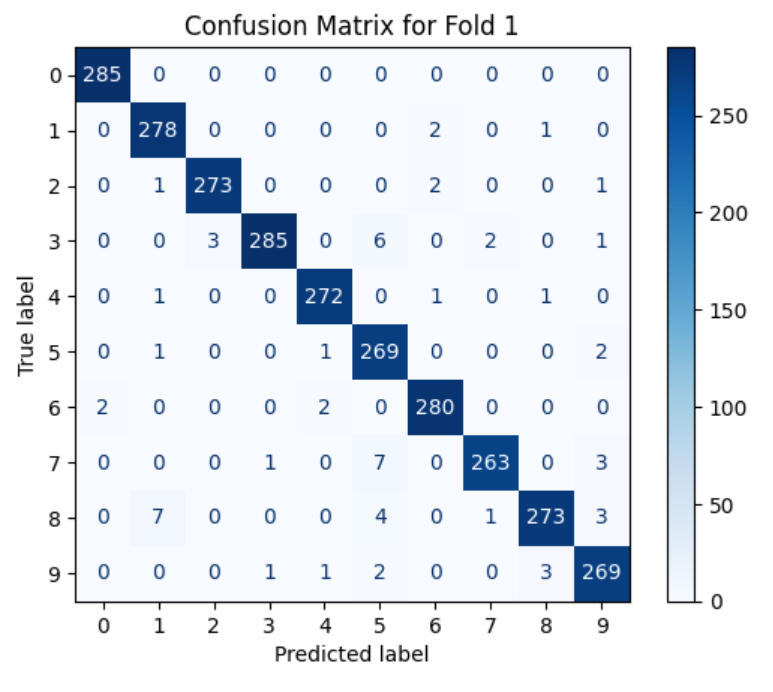 Confusion Matrix for Fold 1
0 285 0 0 0 0 0 0 0 0 0
1 0 278 0 0 0 0 2 0 1 0
2 0 1 273 0 0 0 2 0 0 1
3 0 0 3 285 0 6 0 2 0 1
4 0 1 0 0 272 0 1 0 1 0
5 0 1 0 0 1 269 0 0 0 2
6 2 0 0 0 2 0 280 0 0 0
7 0 0 0 1 0 7 0 263 0 3
8 0 7 0 0 0 4 0 1 273 3
9 0 0 0 1 1 2 0 0 3 269
0 1 2 3 4 5 6 7 8 9
Predicted label
True label
250
200
150
100
50
0